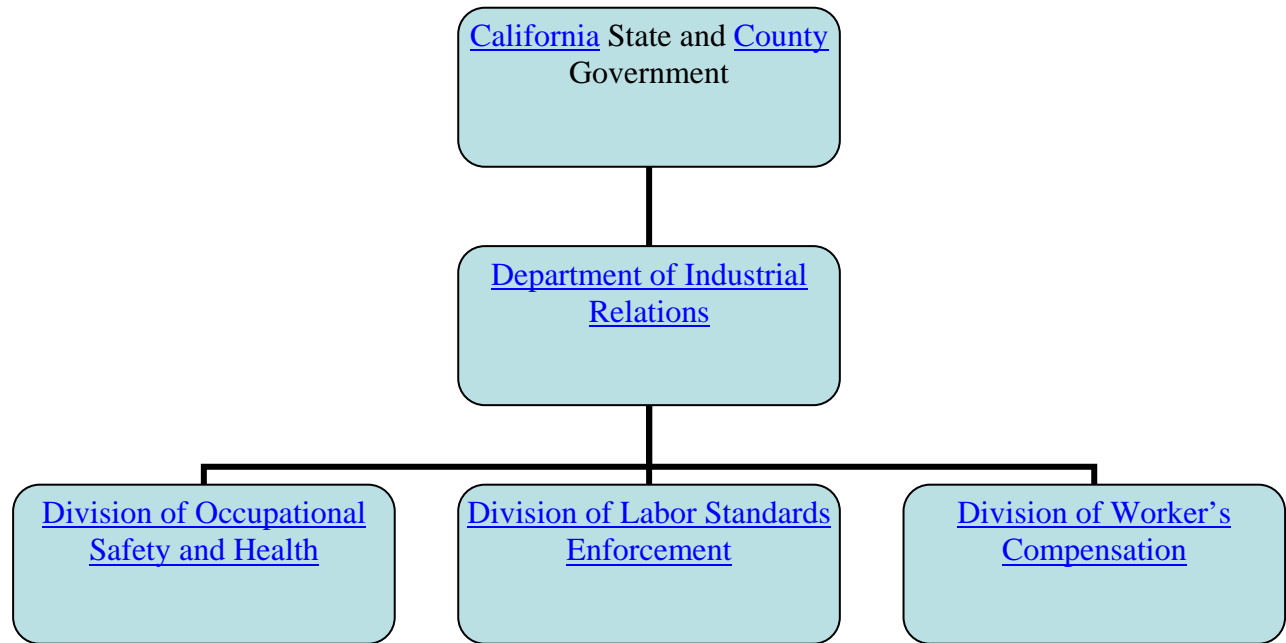 California State and County
Government
Department of Industrial
Relations
Division of Occupational
Safety and Health
Division of Labor Standards
Enforcement
Division of Worker’s
Compensation